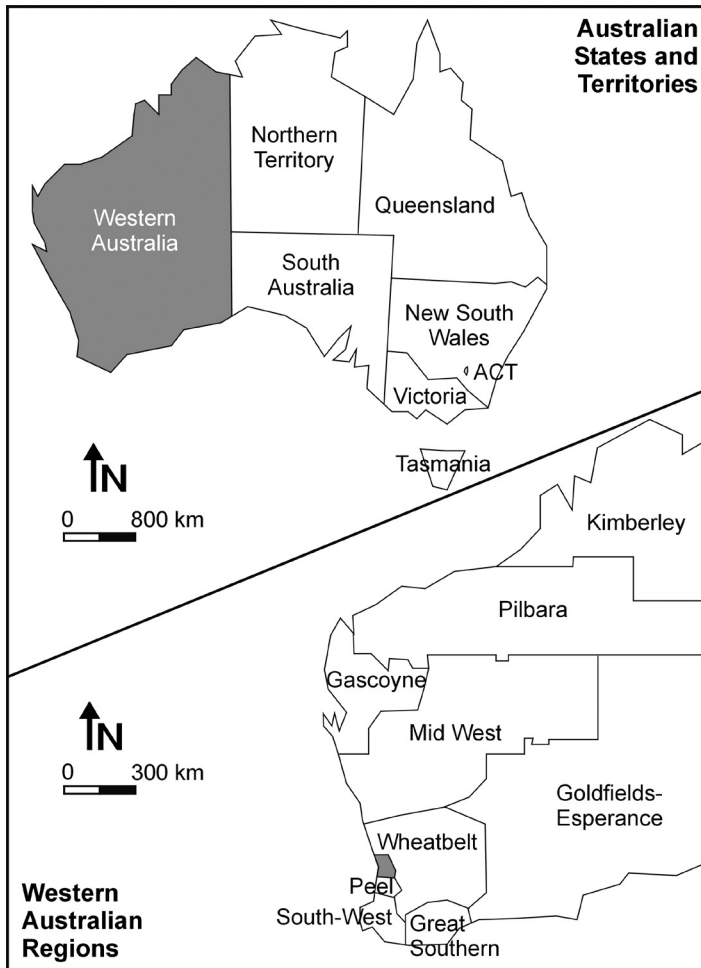 Australian
States and
Territories
Northern
Territory
Western
Australia
Queensland
South
Australia
New South
Wales
ACT
Victoria
Tasmania
N
0 800 km
Kimberley
Pilbara
Gascoyne
Mid West
N
0 300 km
Goldfields-
Esperance
Wheatbelt
Peel
South-West
Great
Southern
Western
Australian
Regions